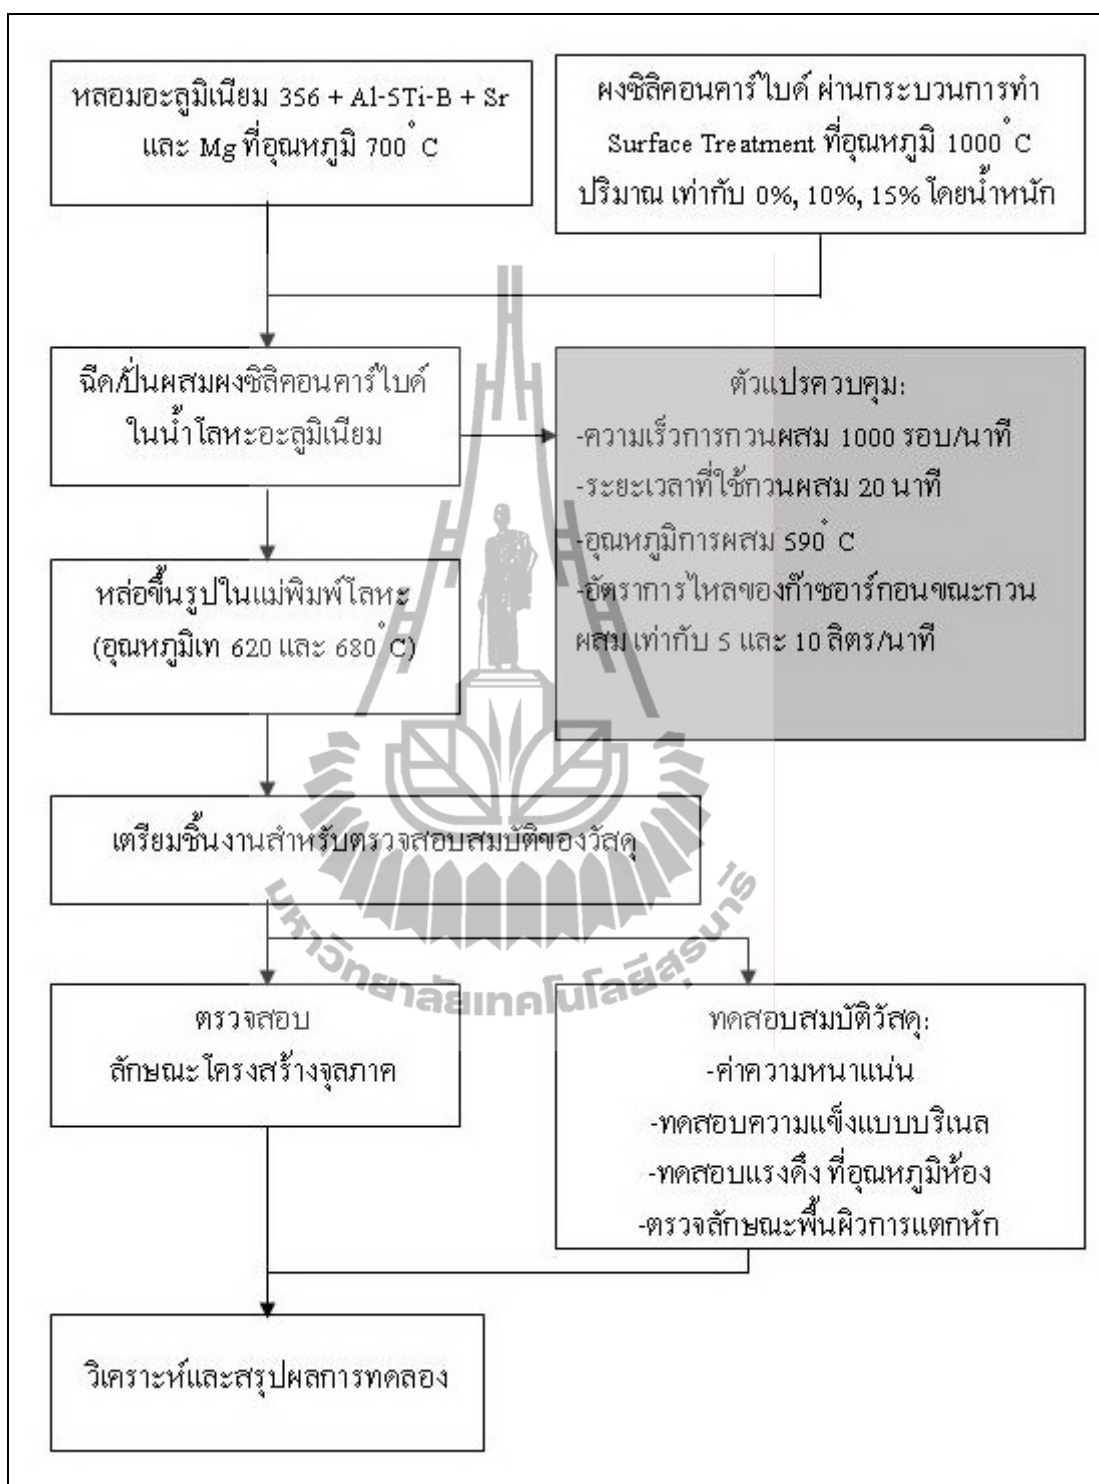 หลอมอะลูมิเนียม 356 + Al-5Ti-B + Sr
และ Mg ที่อุณหภูมิ 700 ํ C
ผงซิลิคอนคาร์ไบด์ ผ่านกระบวนการทำ
Surface Treatment ที่อุณหภูมิ 1000 ํ C
ปริมาณ เท่ากับ 0%, 10%, 15% โดยน้ำหนัก
ฉีด/ปั่นผสมผงซิลิคอนคาร์ไบด์
ในน้ำโลหะอะลูมิเนียม
ตัวแปรควบคุม:
-ความเร็วการกวนผสม 1000 รอบ/นาที
-ระยะเวลาที่ใช้กวนผสม 20 นาที
-อุณหภูมิการผสม 590 ํ C
-อัตราการไหลของก๊าซอาร์กอนขณะกวน
ผสม เท่ากับ 5 และ 10 ลิตร/นาที
หล่อขึ้นรูปในแม่พิมพ์โลหะ
(อุณหภูมิเท 620 และ 680 ํ C)
เตรียมชิ้นงานสำหรับตรวจสอบสมบัติของวัสดุ
มหาวิทยาลัยเทคโนโลยีสุรนารี
ตรวจสอบ
ลักษณะโครงสร้างจุลภาค
ทดสอบสมบัติวัสดุ:
-ค่าความหนาแน่น
-ทดสอบความแข็งแบบบริเนล
-ทดสอบแรงดึง ที่อุณหภูมิห้อง
-ตรวจลักษณะพื้นผิวการแตกหัก
วิเคราะห์และสรุปผลการทดลอง